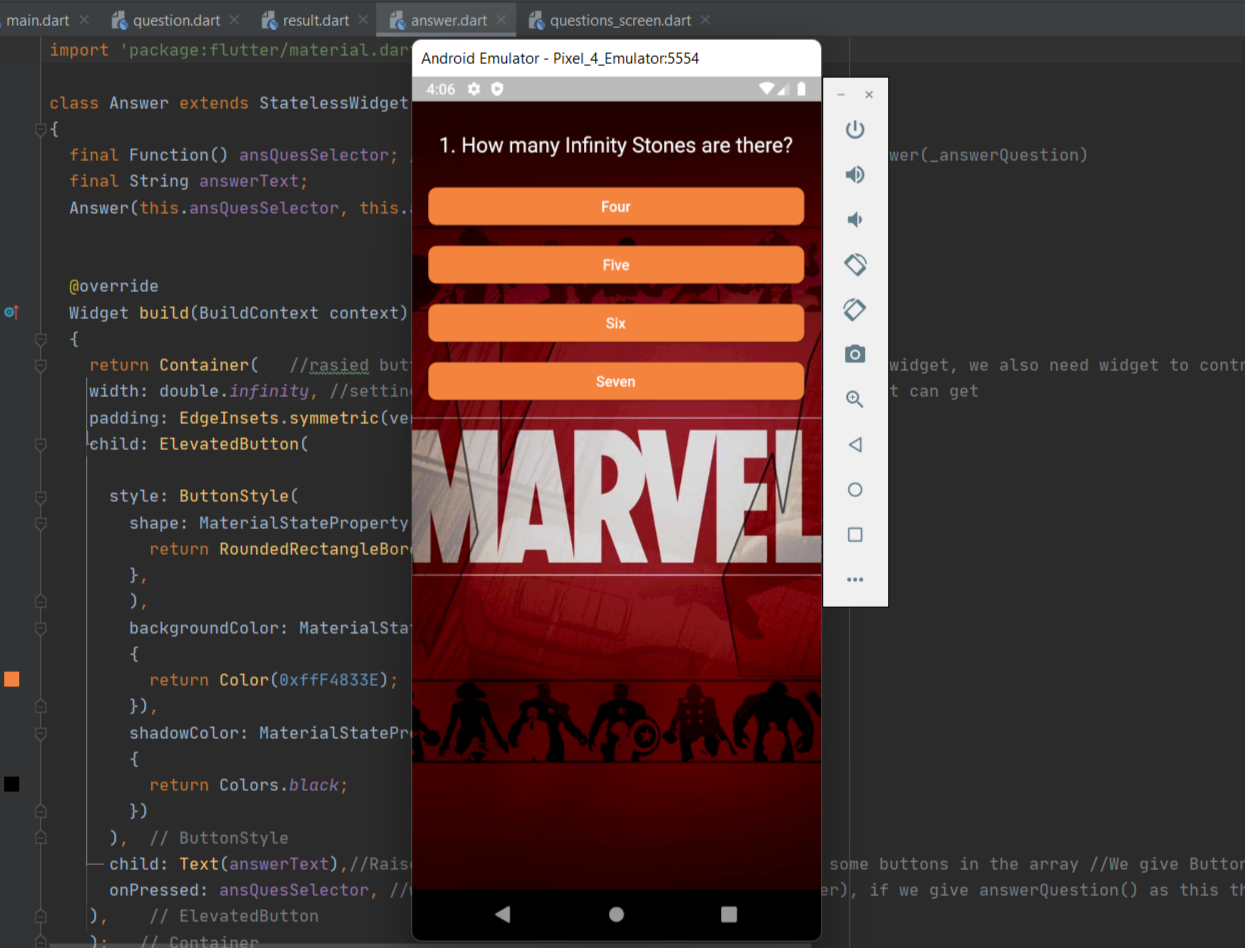 main.dart question.dart result.dart answer.dart questions_screen.dart
import 'package:flutter/material.dar
Android Emulator - Pixel_4_Emulator:5554
4:06
1. How many Infinity Stones are there?
Four
Five
Six
Seven
MARVEL
class Answer extends StatelessWidget
{
final Function() ansQuesSelector; wer(_answerQuestion)
final String answerText;
Answer(this.ansQuesSelector, this.
@override
Widget build(BuildContext context)
{
return Container( //rasied butt widget, we also need widget to contr
width: double.infinity, //settin t can get
padding: EdgeInsets.symmetric(ve
child: ElevatedButton(
style: ButtonStyle(
shape: MaterialStateProperty
return RoundedRectangleBor
},
),
backgroundColor: MaterialSta
{
return Color(0xffF4833E);
}),
shadowColor: MaterialStatePr
{
return Colors.black;
})
), // ButtonStyle
child: Text(answerText),//Rais some buttons in the array //We give Button
onPressed: ansQuesSelector, // er), if we give answerQuestion() as this th
), // ElevatedButton
); // Container